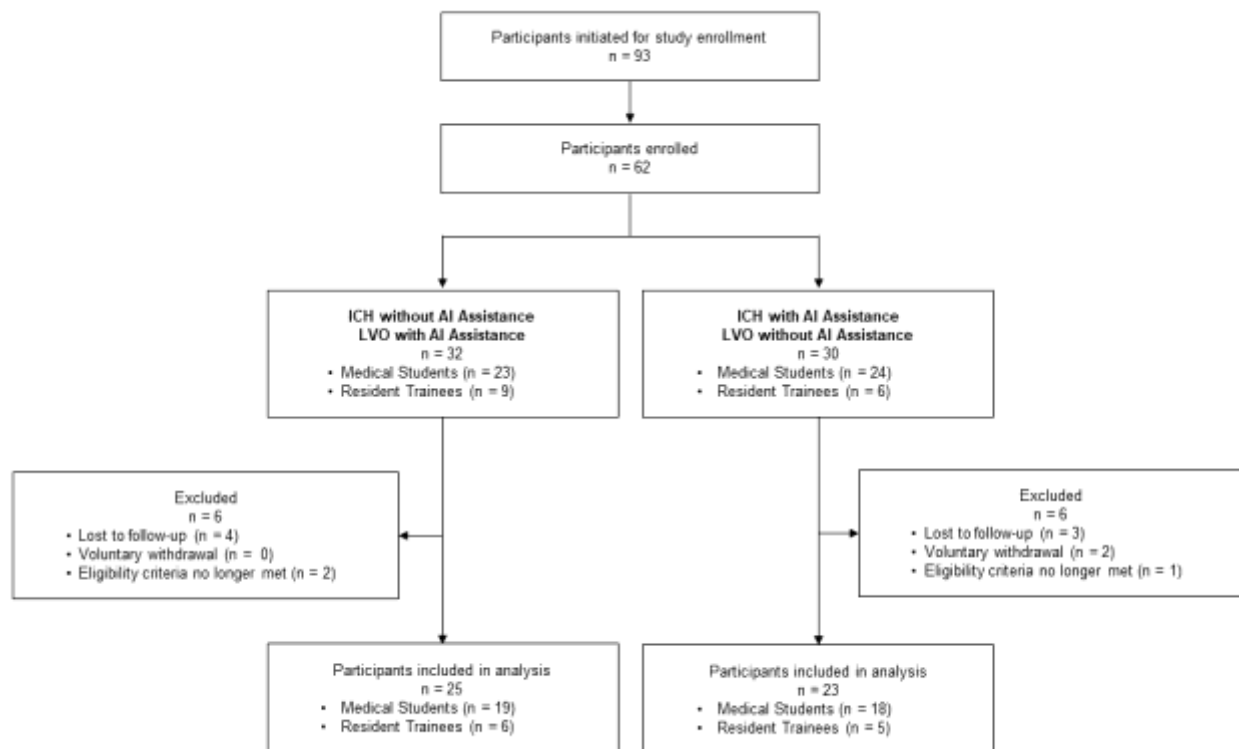 Participants initiated for study enrollment
n = 93
Participants enrolled
n = 62
ICH without AI Assistance
LVO with AI Assistance
n = 32
• Medical Students (n = 23)
• Resident Trainees (n = 9)
ICH with AI Assistance
LVO without AI Assistance
n = 30
• Medical Students (n = 24)
• Resident Trainees (n = 6)
Excluded
n = 6
• Lost to follow-up (n = 4)
• Voluntary withdrawal (n = 0)
• Eligibility criteria no longer met (n = 2)
Excluded
n = 6
• Lost to follow-up (n = 3)
• Voluntary withdrawal (n = 2)
• Eligibility criteria no longer met (n = 1)
Participants included in analysis
n = 25
• Medical Students (n = 19)
• Resident Trainees (n = 6)
Participants included in analysis
n = 23
• Medical Students (n = 18)
• Resident Trainees (n = 5)